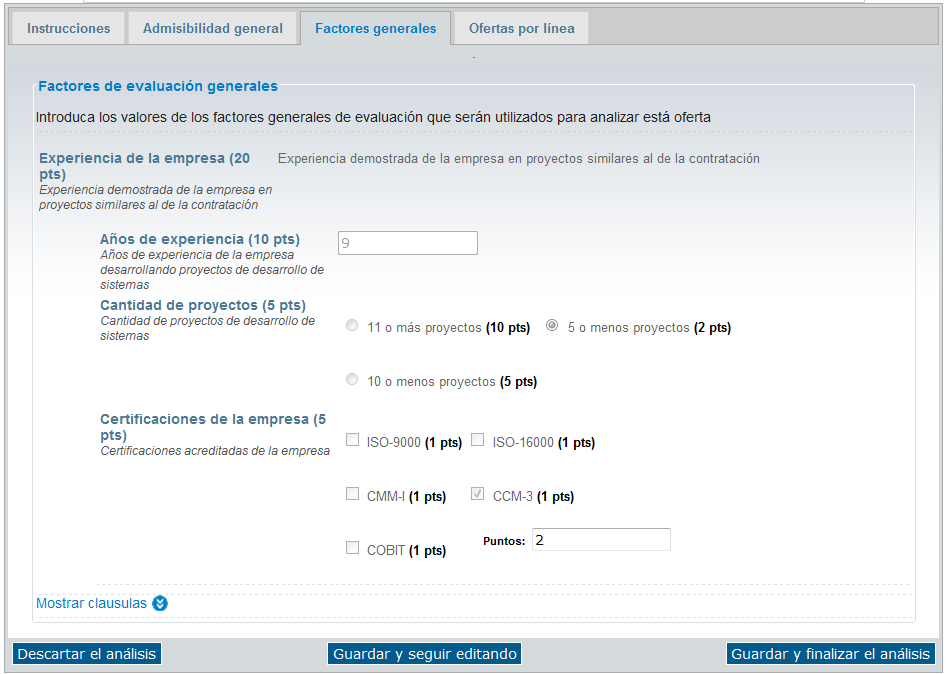 Instrucciones
Admisibilidad general
Factores generales
Ofertas por línea
Factores de evaluación generales
Introduca los valores de los factores generales de evaluación que serán utilizados para analizar está oferta
Experiencia de la empresa (20
pts)
Experiencia demostrada de la empresa en
proyectos similares al de la contratación
Experiencia demostrada de la empresa en proyectos similares al de la contratación
Años de experiencia (10 pts)
Años de experiencia de la empresa
desarrollando proyectos de desarrollo de
sistemas
9
Cantidad de proyectos (5 pts)
Cantidad de proyectos de desarrollo de
sistemas
11 o más proyectos (10 pts)
5 o menos proyectos (2 pts)
10 o menos proyectos (5 pts)
Certificaciones de la empresa (5
pts)
Certificaciones acreditadas de la empresa
ISO-9000 (1 pts)
ISO-16000 (1 pts)
CMM-I (1 pts)
CCM-3 (1 pts)
COBIT (1 pts)
Puntos: 2
Mostrar clausulas
Descartar el análisis
Guardar y seguir editando
Guardar y finalizar el análisis